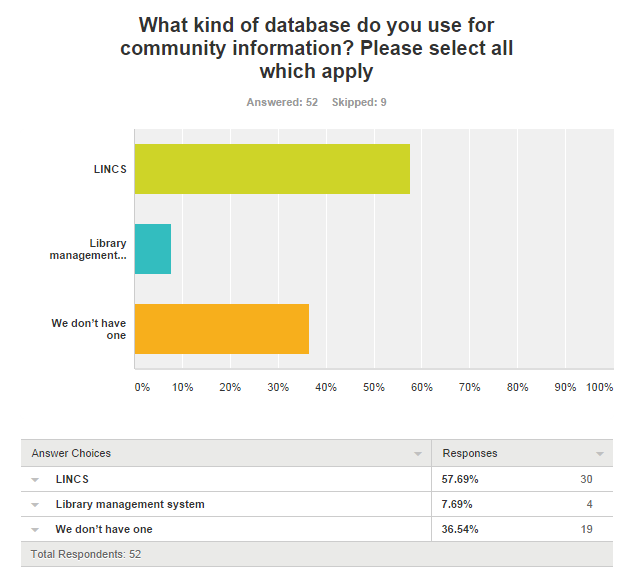 What kind of database do you use for
community information? Please select all
which apply
Answered: 52 Skipped: 9
LINCS
Library
management...
We don’t have
one
0% 10% 20% 30% 40% 50% 60% 70% 80% 90% 100%
Answer Choices Responses
LINCS 57.69% 30
Library management system 7.69% 4
We don’t have one 36.54% 19
Total Respondents: 52